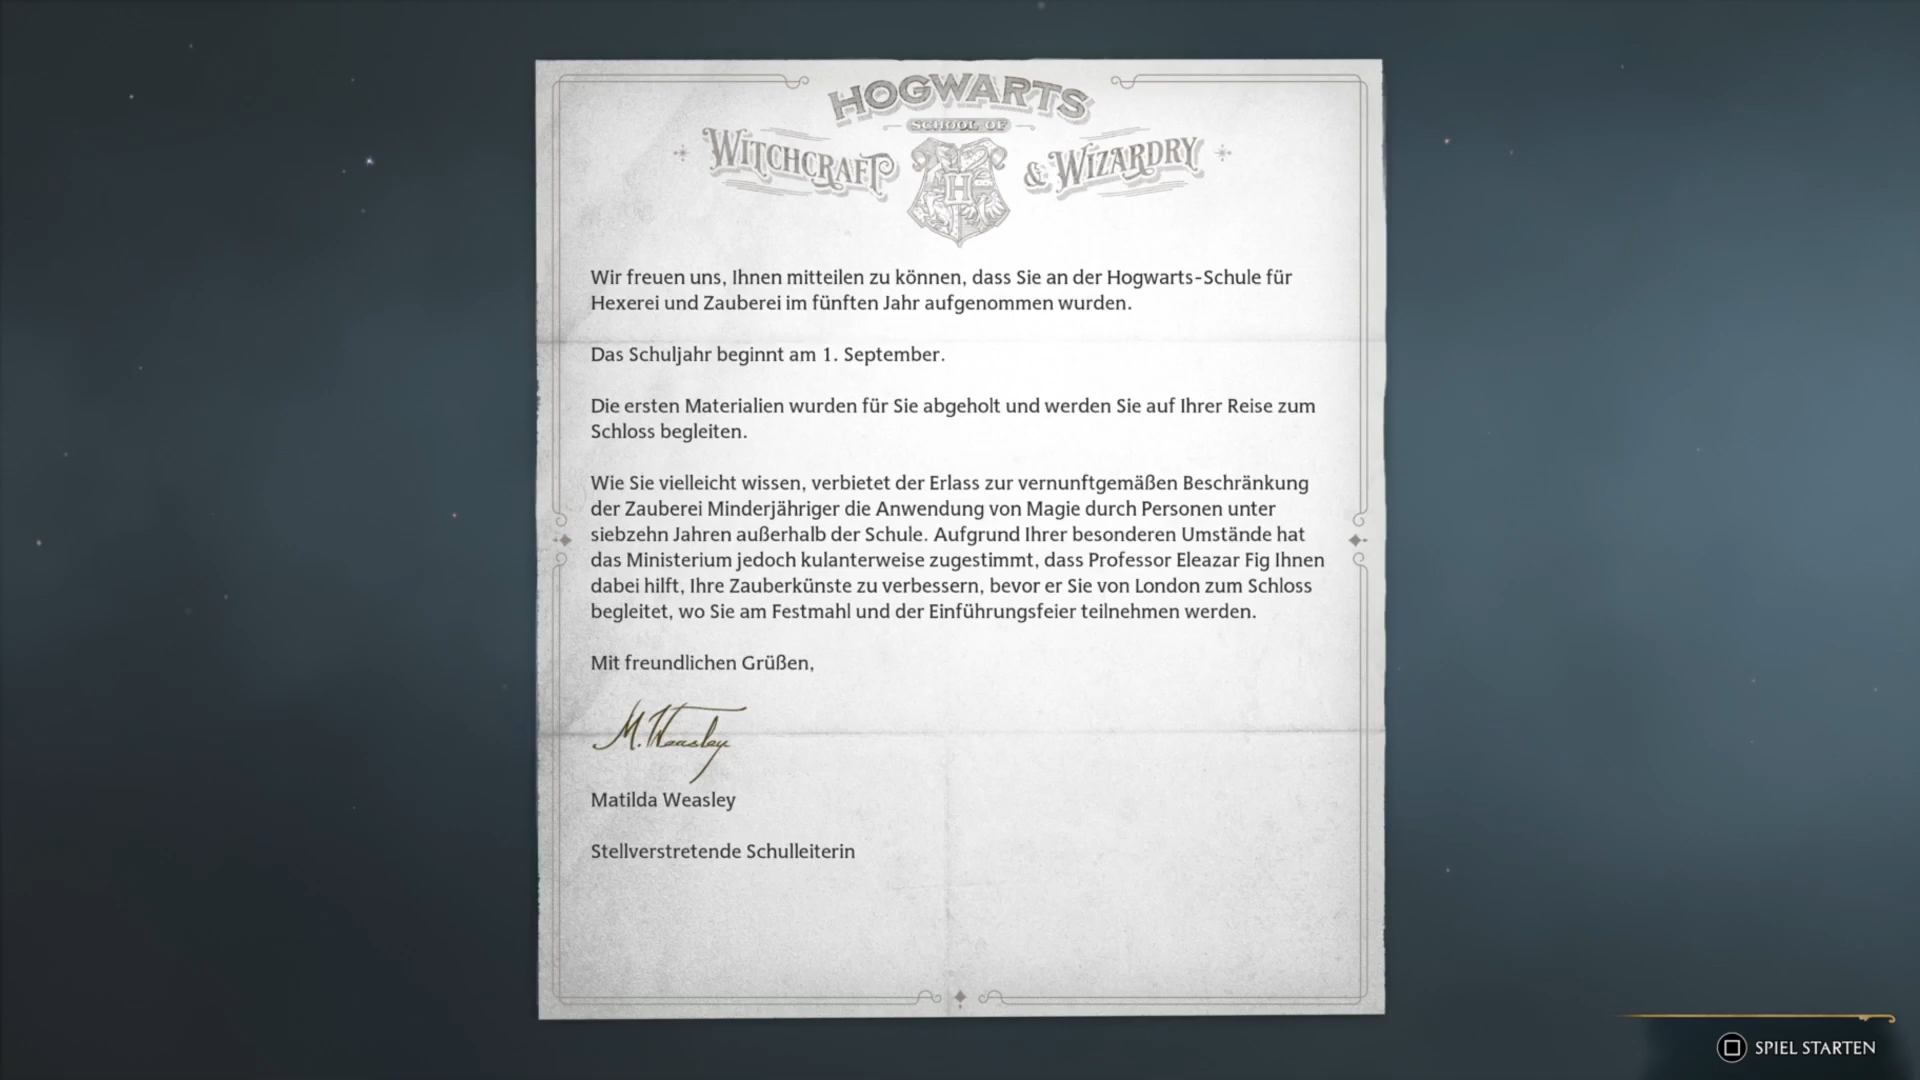 HOGWARTS
SCHOOL OF
WITCHCRAFT & WIZARDRY
H
Wir freuen uns, Ihnen mitteilen zu können, dass Sie an der Hogwarts-Schule für
Hexerei und Zauberei im fünften Jahr aufgenommen wurden.
Das Schuljahr beginnt am 1. September.
Die ersten Materialien wurden für Sie abgeholt und werden Sie auf Ihrer Reise zum
Schloss begleiten.
Wie Sie vielleicht wissen, verbietet der Erlass zur vernunftgemäßen Beschränkung
der Zauberei Minderjähriger die Anwendung von Magie durch Personen unter
siebzehn Jahren außerhalb der Schule. Aufgrund Ihrer besonderen Umstände hat
das Ministerium jedoch kulanterweise zugestimmt, dass Professor Eleazar Fig Ihnen
dabei hilft, Ihre Zauberkünste zu verbessern, bevor er Sie von London zum Schloss
begleitet, wo Sie am Festmahl und der Einführungsfeier teilnehmen werden.
Mit freundlichen Grüßen,
M. Weasley
Matilda Weasley
Stellverstretende Schulleiterin
SPIEL STARTEN